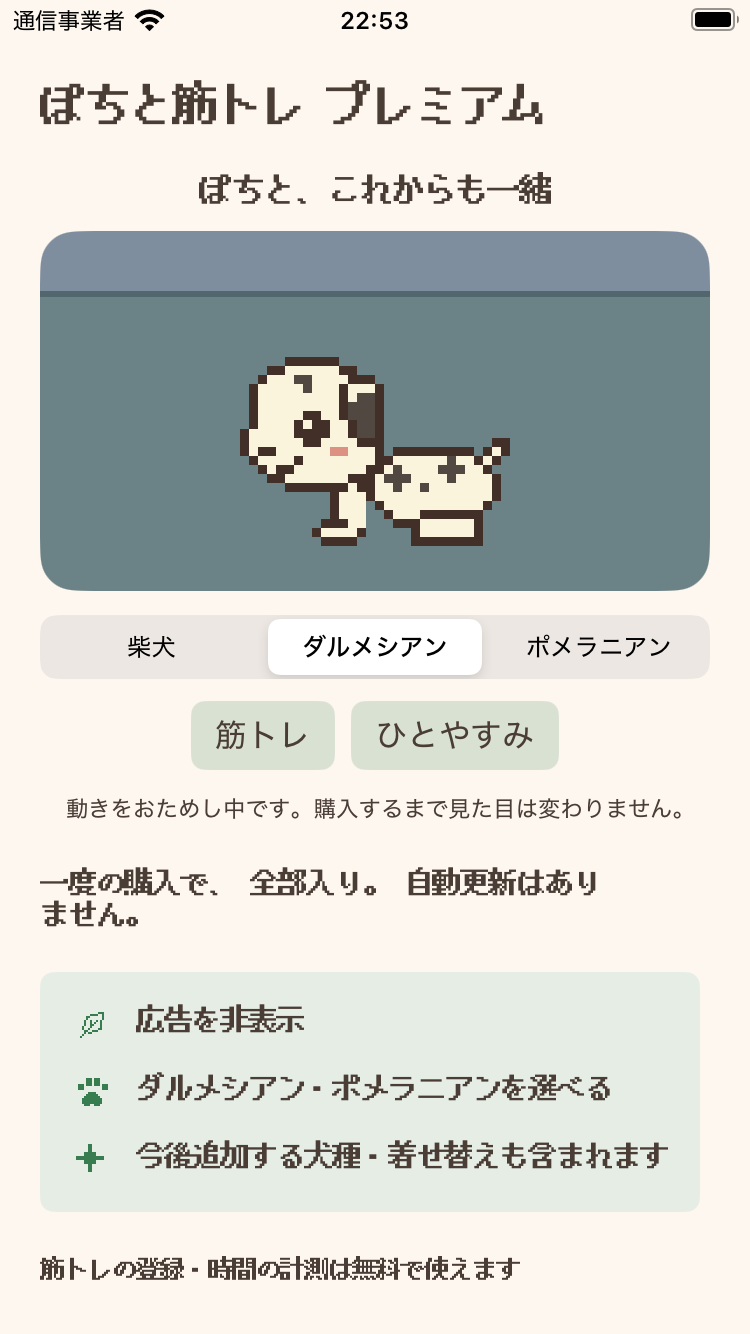 通信事業者 22:53
ぽちと筋トレ プレミアム
ぽちと、これからも一緒
柴犬 ダルメシアン ポメラニアン
筋トレ ひとやすみ
動きをおためし中です。購入するまで見た目は変わりません。
一度の購入で、 全部入り。 自動更新はあり
ません。
広告を非表示
ダルメシアン・ポメラニアンを選べる
今後追加する犬種・着せ替えも含まれます
筋トレの登録・時間の計測は無料で使えます